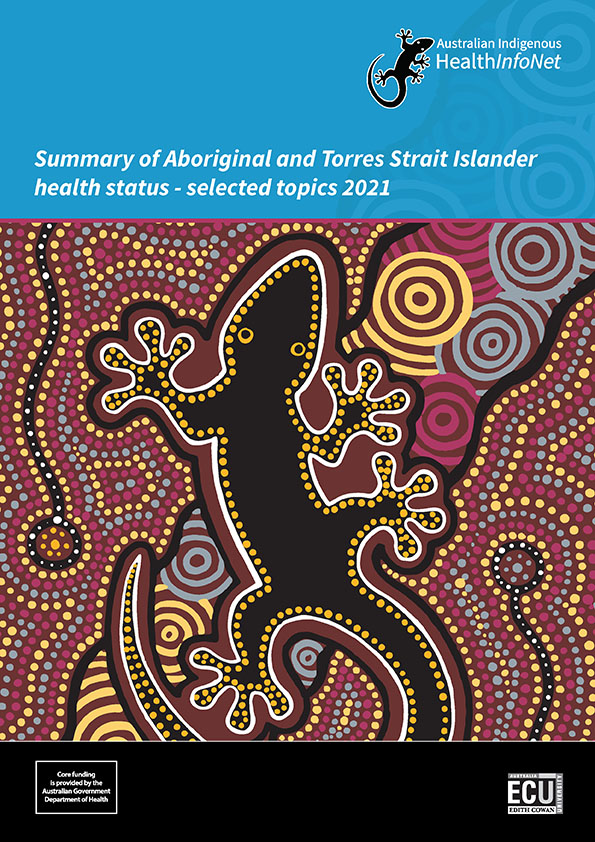 Australian Indigenous
HealthInfoNet
Summary of Aboriginal and Torres Strait Islander
health status - selected topics 2021
Core funding
is provided by the
Australian Government
Department of Health
AUSTRALIA
ECU
EDITH COWAN
UNIVERSITY